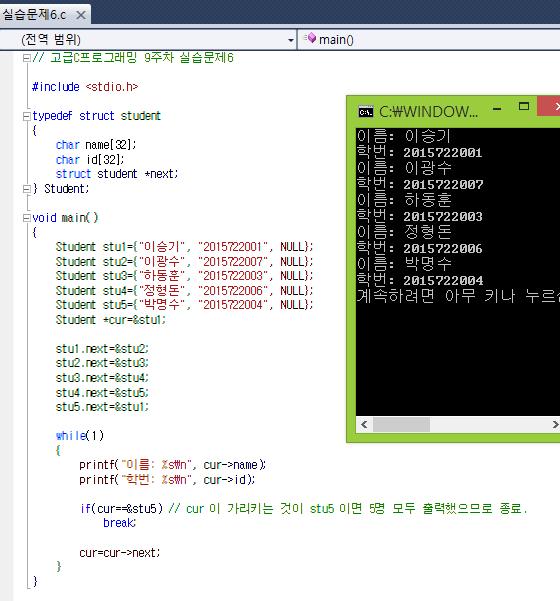 실습문제6.c
(전역 범위)
main()
// 고급C프로그래밍 9주차 실습문제6
#include <stdio.h>
typedef struct student
{
char name[32];
char id[32];
struct student *next;
} Student;
void main()
{
Student stu1={"이승기", "2015722001", NULL};
Student stu2={"이광수", "2015722007", NULL};
Student stu3={"하동훈", "2015722003", NULL};
Student stu4={"정형돈", "2015722006", NULL};
Student stu5={"박명수", "2015722004", NULL};
Student *cur=&stu1;
stu1.next=&stu2;
stu2.next=&stu3;
stu3.next=&stu4;
stu4.next=&stu5;
stu5.next=&stu1;
while(1)
{
printf("이름: %s₩n", cur->name);
printf("학번: %s₩n", cur->id);
if(cur==&stu5) // cur 이 가리키는 것이 stu5 이면 5명 모두 출력했으므로 종료.
break;
cur=cur->next;
}
}
C:₩WINDOW...
이름: 이승기
학번: 2015722001
이름: 이광수
학번: 2015722007
이름: 하동훈
학번: 2015722003
이름: 정형돈
학번: 2015722006
이름: 박명수
학번: 2015722004
계속하려면 아무 키나 누르